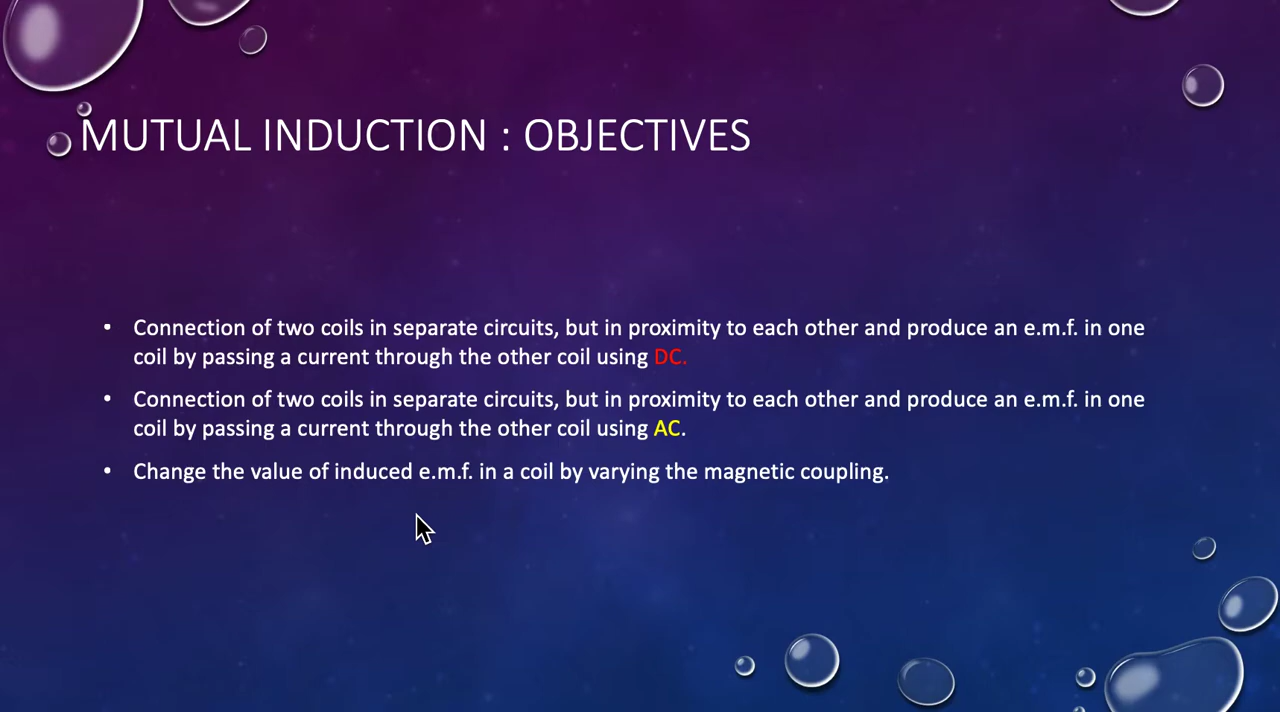 MUTUAL INDUCTION : OBJECTIVES
• Connection of two coils in separate circuits, but in proximity to each other and produce an e.m.f. in one
coil by passing a current through the other coil using DC.
• Connection of two coils in separate circuits, but in proximity to each other and produce an e.m.f. in one
coil by passing a current through the other coil using AC.
• Change the value of induced e.m.f. in a coil by varying the magnetic coupling.